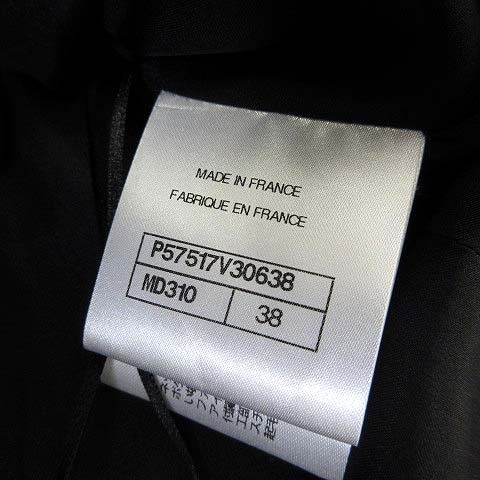 MADE IN FRANCE
FABRIQUE EN FRANCE
P57517V30638
MD310 38